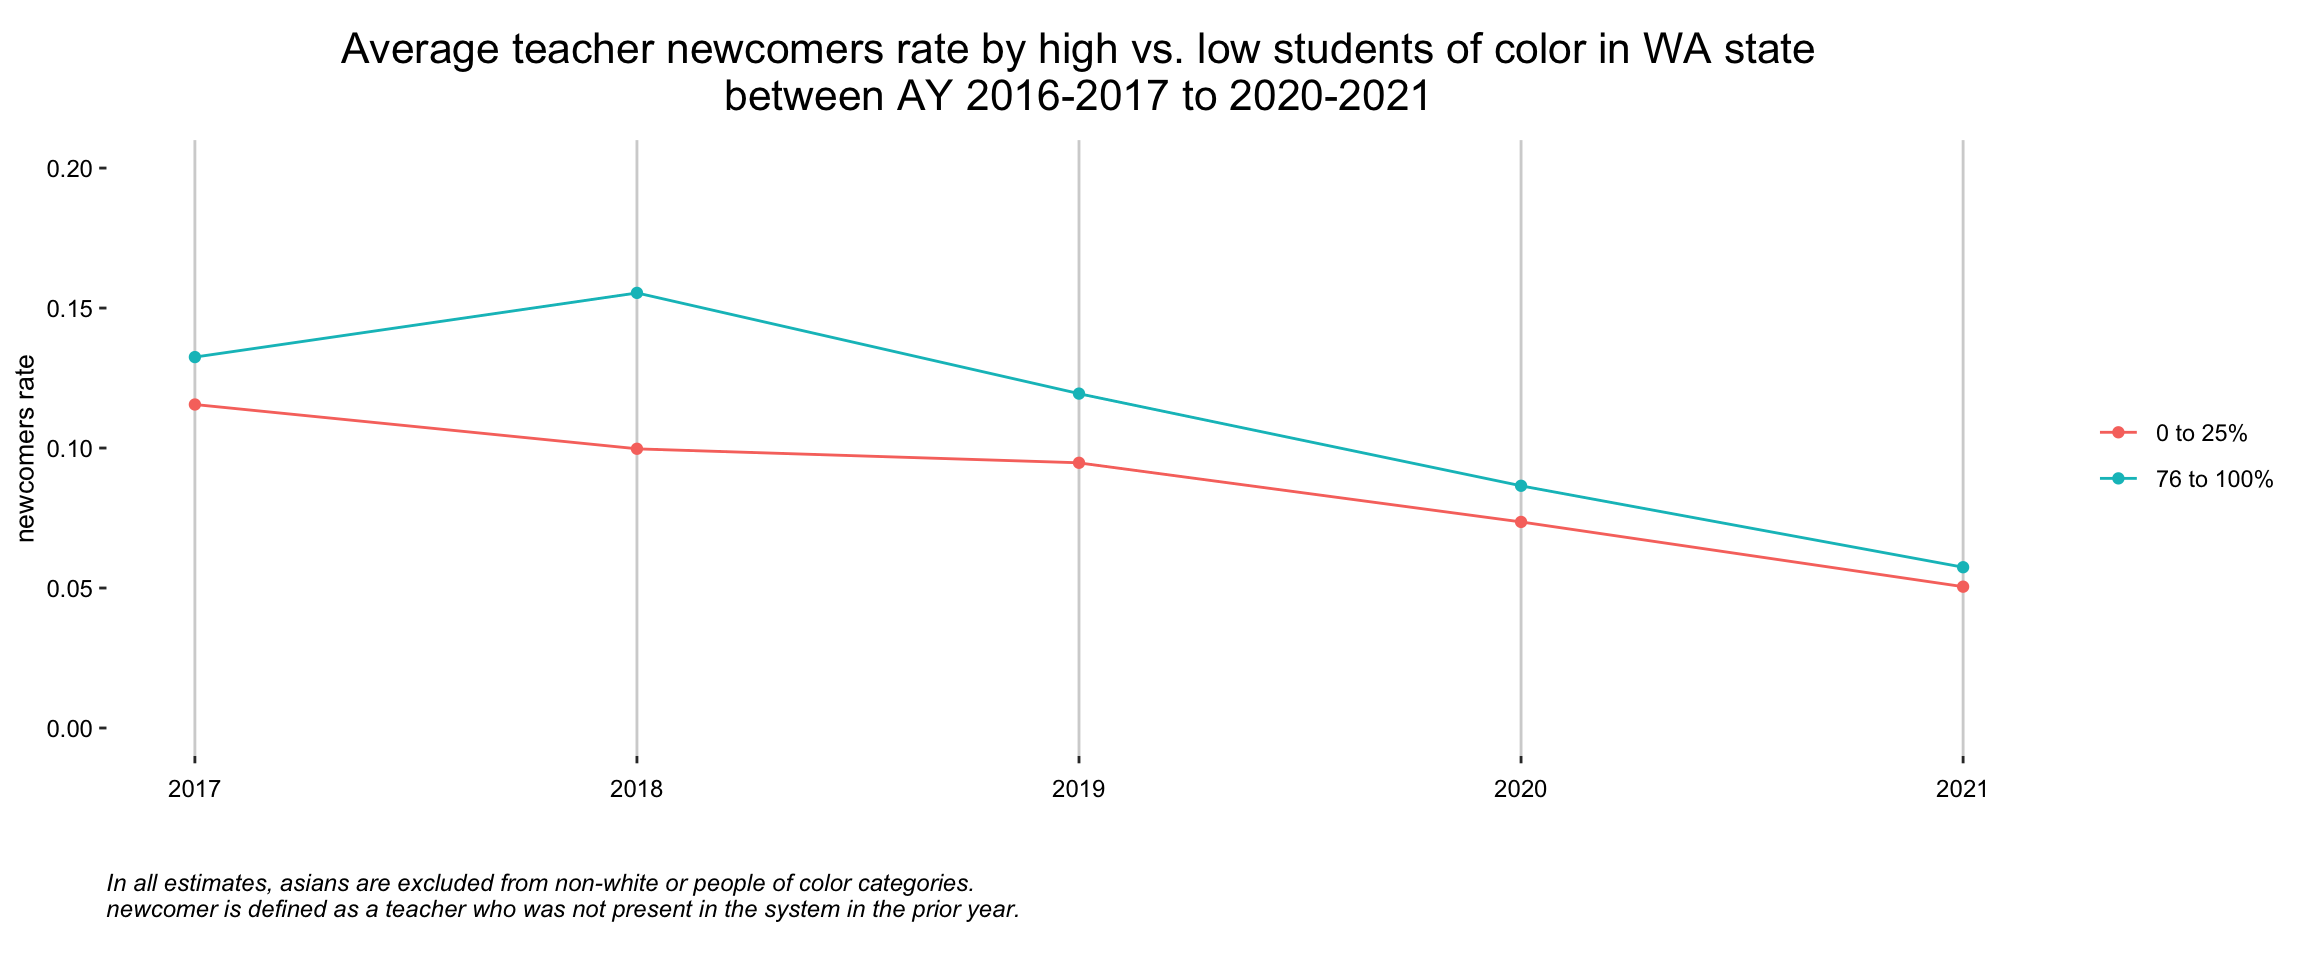 Average teacher newcomers rate by high vs. low students of color in WA state
between AY 2016-2017 to 2020-2021
newcomers rate
0.20
0.15
0.10
0.05
0.00
2017 2018 2019 2020 2021
0 to 25%
76 to 100%
In all estimates, asians are excluded from non-white or people of color categories.
newcomer is defined as a teacher who was not present in the system in the prior year.